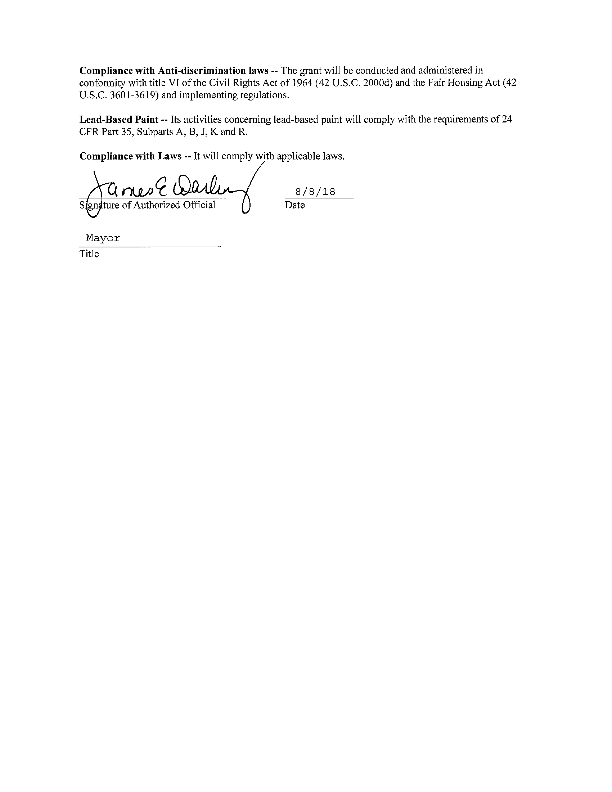 Compliance with Anti-discrimination laws -- The grant will be conducted and administered in
conformity with title VI of the Civil Rights Act of 1964 (42 U.S.C. 2000d) and the Fair Housing Act (42
U.S.C. 3601-3619) and implementing regulations.
Lead-Based Paint -- Its activities concerning lead-based paint will comply with the requirements of 24
CFR Part 35, Subparts A, B, J, K and R.
Compliance with Laws -- It will comply with applicable laws.
James E Darling 8/8/18
Signature of Authorized Official Date
Mayor
Title